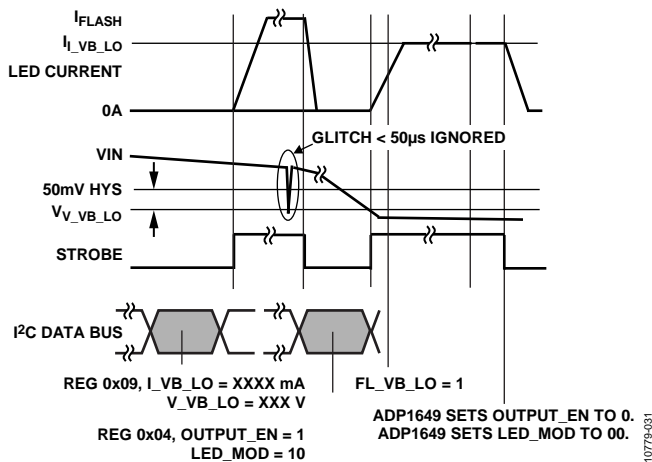 IFLASH
II_VB_LO
LED CURRENT
0A
GLITCH < 50µs IGNORED
VIN
50mV HYS
VV_VB_LO
STROBE
I2C DATA BUS
REG 0x09, I_VB_LO = XXXX mA
V_VB_LO = XXX V
FL_VB_LO = 1
REG 0x04, OUTPUT_EN = 1
LED_MOD = 10
ADP1649 SETS OUTPUT_EN TO 0.
ADP1649 SETS LED_MOD TO 00.
10779-031